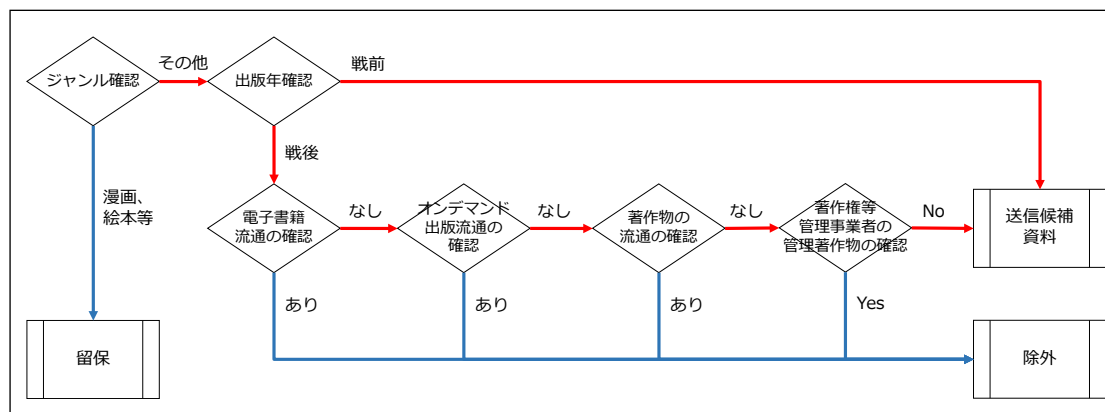 ジャンル確認
その他
出版年確認
戦前
戦後
漫画、
絵本等
電子書籍
流通の確認
なし
オンデマンド
出版流通の
確認
なし
著作物の
流通の確認
なし
著作権等
管理事業者の
管理著作物の確認
No
送信候補
資料
あり
あり
あり
Yes
留保
除外